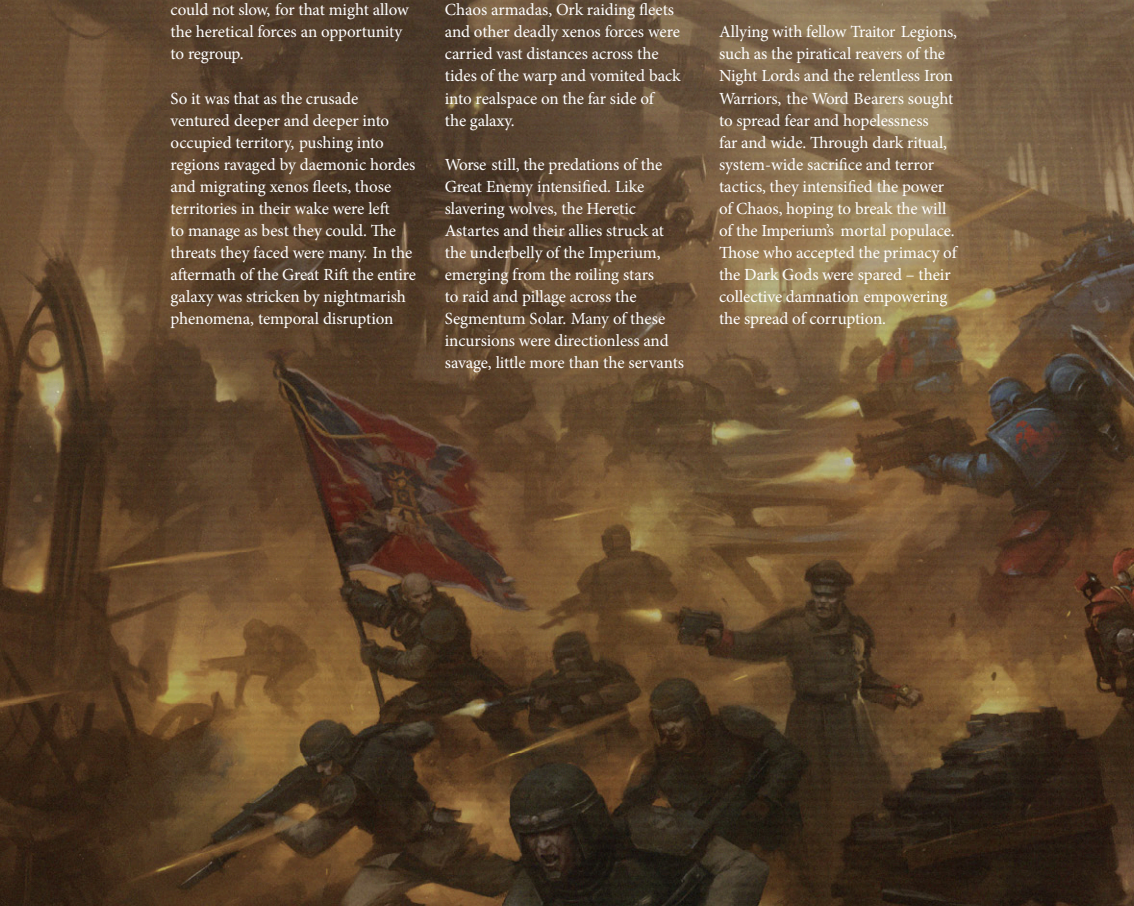 could not slow, for that might allow
the heretical forces an opportunity
to regroup.
So it was that as the crusade
ventured deeper and deeper into
occupied territory, pushing into
regions ravaged by daemonic hordes
and migrating xenos fleets, those
territories in their wake were left
to manage as best they could. The
threats they faced were many. In the
aftermath of the Great Rift the entire
galaxy was stricken by nightmarish
phenomena, temporal disruption
Chaos armadas, Ork raiding fleets
and other deadly xenos forces were
carried vast distances across the
tides of the warp and vomited back
into realspace on the far side of
the galaxy.
Worse still, the predations of the
Great Enemy intensified. Like
slavering wolves, the Heretic
Astartes and their allies struck at
the underbelly of the Imperium,
emerging from the roiling stars
to raid and pillage across the
Segmentum Solar. Many of these
incursions were directionless and
savage, little more than the servants
Allying with fellow Traitor Legions,
such as the piratical reavers of the
Night Lords and the relentless Iron
Warriors, the Word Bearers sought
to spread fear and hopelessness
far and wide. Through dark ritual,
system-wide sacrifice and terror
tactics, they intensified the power
of Chaos, hoping to break the will
of the Imperium's mortal populace.
Those who accepted the primacy of
the Dark Gods were spared – their
collective damnation empowering
the spread of corruption.